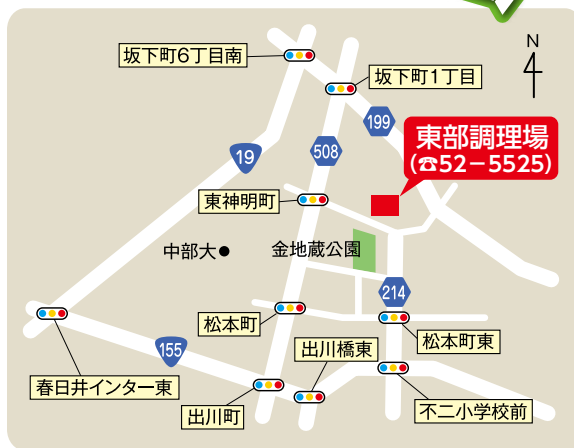 坂下町6丁目南
N
坂下町1丁目
199
東部調理場
(☎52−5525)
508
19
東神明町
中部大
金地蔵公園
214
松本町
松本町東
出川橋東
155
春日井インター東
出川町
不二小学校前